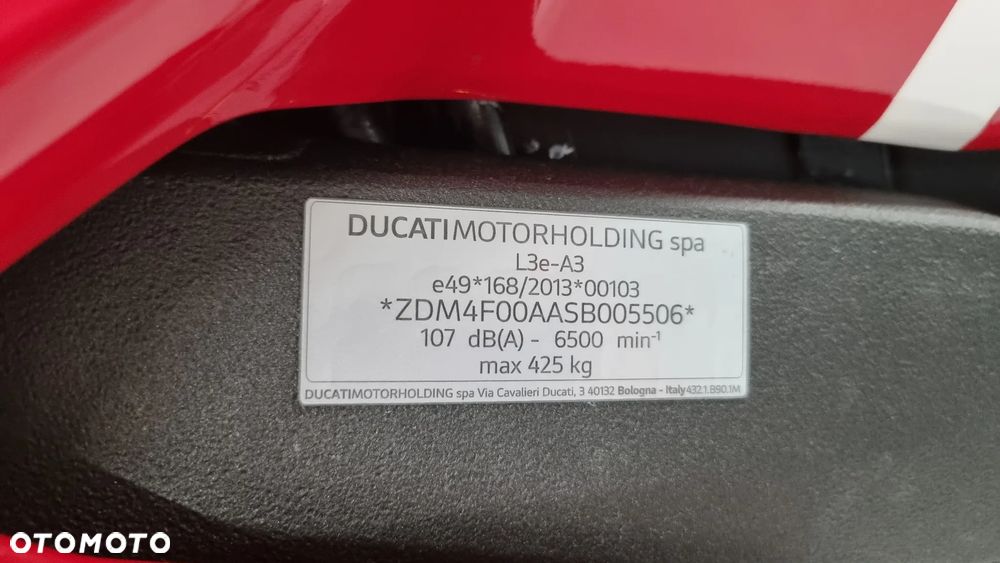 DUCATIMOTORHOLDING spa
L3e-A3
e49*168/2013*00103
*ZDM4F00AASB005506*
107 dB(A) - 6500 min⁻¹
max 425 kg
DUCATIMOTORHOLDING spa Via Cavalieri Ducati, 3 40132 Bologna - Italy 432.1.B90.1M
OTOMOTO